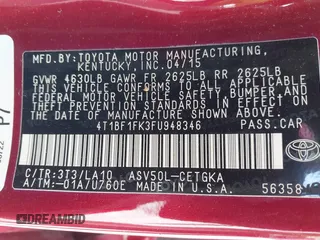 MFD. BY: TOYOTA MOTOR MANUFACTURING,
KENTUCKY, INC. 04/15
GVWR 4630LB GAWR FR 2625LB RR 2625LB
THIS VEHICLE CONFORMS TO ALL APPLICABLE
FEDERAL MOTOR VEHICLE SAFETY, BUMPER, AND
THEFT PREVENTION STANDARDS IN EFFECT ON
THE DATE OF MANUFACTURE SHOWN ABOVE.
4T1BF1FK3FU948346 PASS.CAR
C/TR:3T3/LA10 ASV50L-CETGKA
A/TM:-01A/U760E MADE IN U.S.A.
56358
TOYOTA
DREAMBID